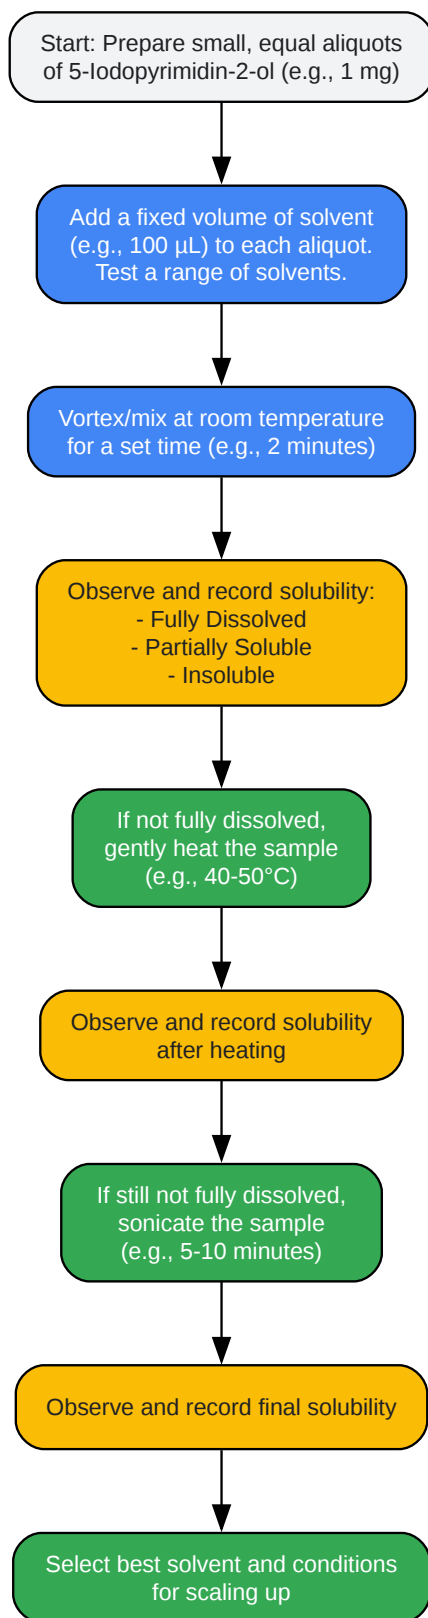 Start: Prepare small, equal aliquots
of 5-Iodopyrimidin-2-ol (e.g., 1 mg)
Add a fixed volume of solvent
(e.g., 100 µL) to each aliquot.
Test a range of solvents.
Vortex/mix at room temperature
for a set time (e.g., 2 minutes)
Observe and record solubility:
- Fully Dissolved
- Partially Soluble
- Insoluble
If not fully dissolved,
gently heat the sample
(e.g., 40-50°C)
Observe and record solubility
after heating
If still not fully dissolved,
sonicate the sample
(e.g., 5-10 minutes)
Observe and record final solubility
Select best solvent and conditions
for scaling up